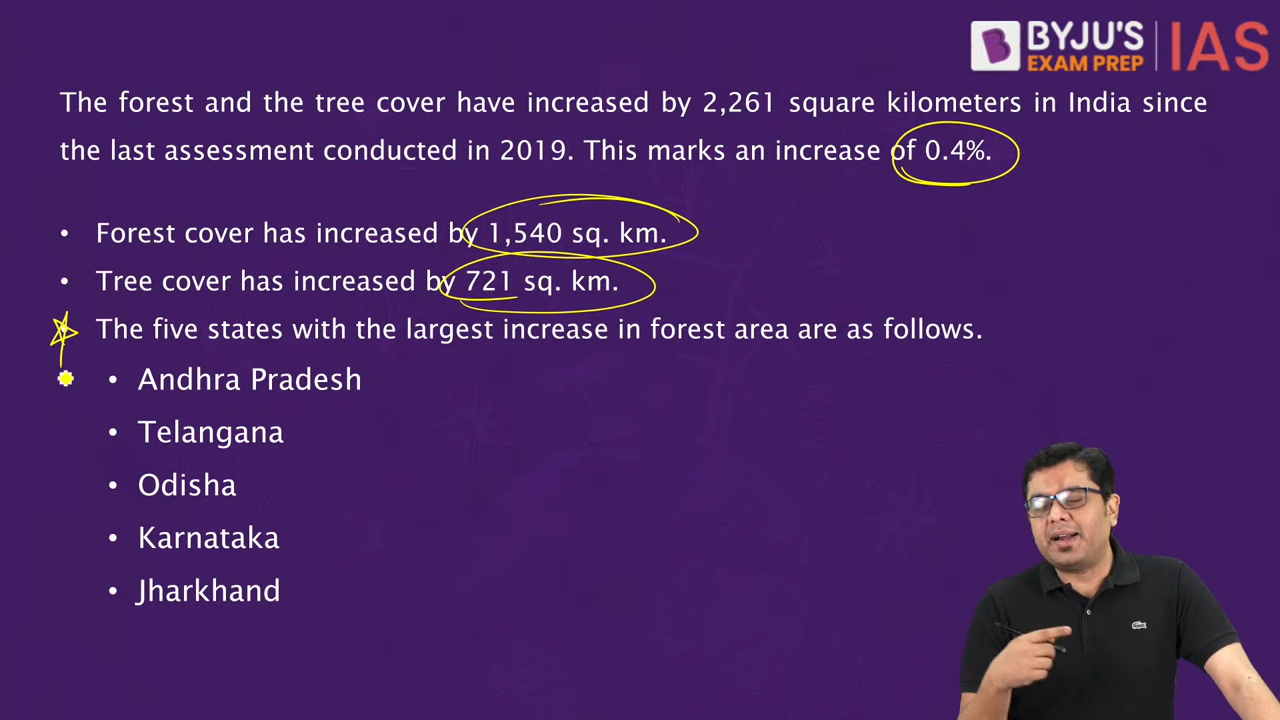 BYJU'S
EXAM PREP
IAS
The forest and the tree cover have increased by 2,261 square kilometers in India since
the last assessment conducted in 2019. This marks an increase of 0.4%.
• Forest cover has increased by 1,540 sq. km.
• Tree cover has increased by 721 sq. km.
The five states with the largest increase in forest area are as follows.
• Andhra Pradesh
• Telangana
• Odisha
• Karnataka
• Jharkhand